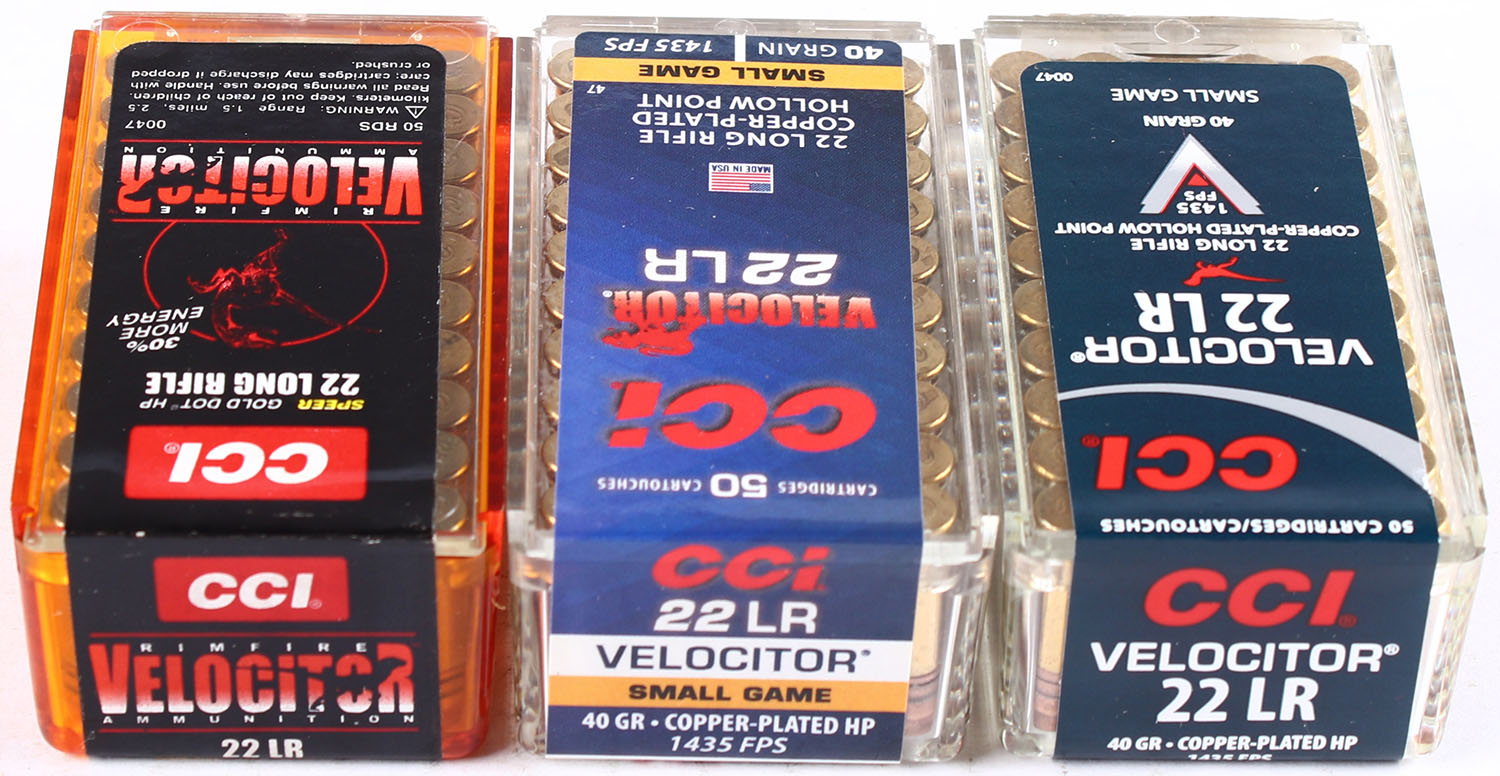 50 RDS 0047
⚠ WARNING: Range 1.5 miles, 2.5
kilometers. Keep out of reach of children.
Read all warnings before use. Handle with
care: cartridges may discharge if dropped
or crushed.
RIMFIRE
VELOCITOR
AMMUNITION
30%
MORE
ENERGY
SPEER GOLD DOT® HP
22 LONG RIFLE
CCI®
CCI®
RIMFIRE
VELOCITOR
AMMUNITION
22 LR
CARTRIDGES 50 CARTOUCHES
CCI
VELOCITOR®
22 LR
MADE IN USA
22 LONG RIFLE
COPPER-PLATED
HOLLOW POINT
47
SMALL GAME
40 GRAIN 1435 FPS
CCI
22 LR
VELOCITOR®
SMALL GAME
40 GR • COPPER-PLATED HP
1435 FPS
50 CARTRIDGES/CARTOUCHES
CCI®
VELOCITOR®
22 LR
22 LONG RIFLE
COPPER-PLATED HOLLOW POINT
1435
FPS
40 GRAIN
SMALL GAME
0047
CCI®
VELOCITOR®
22 LR
40 GR • COPPER-PLATED HP
1435 FPS